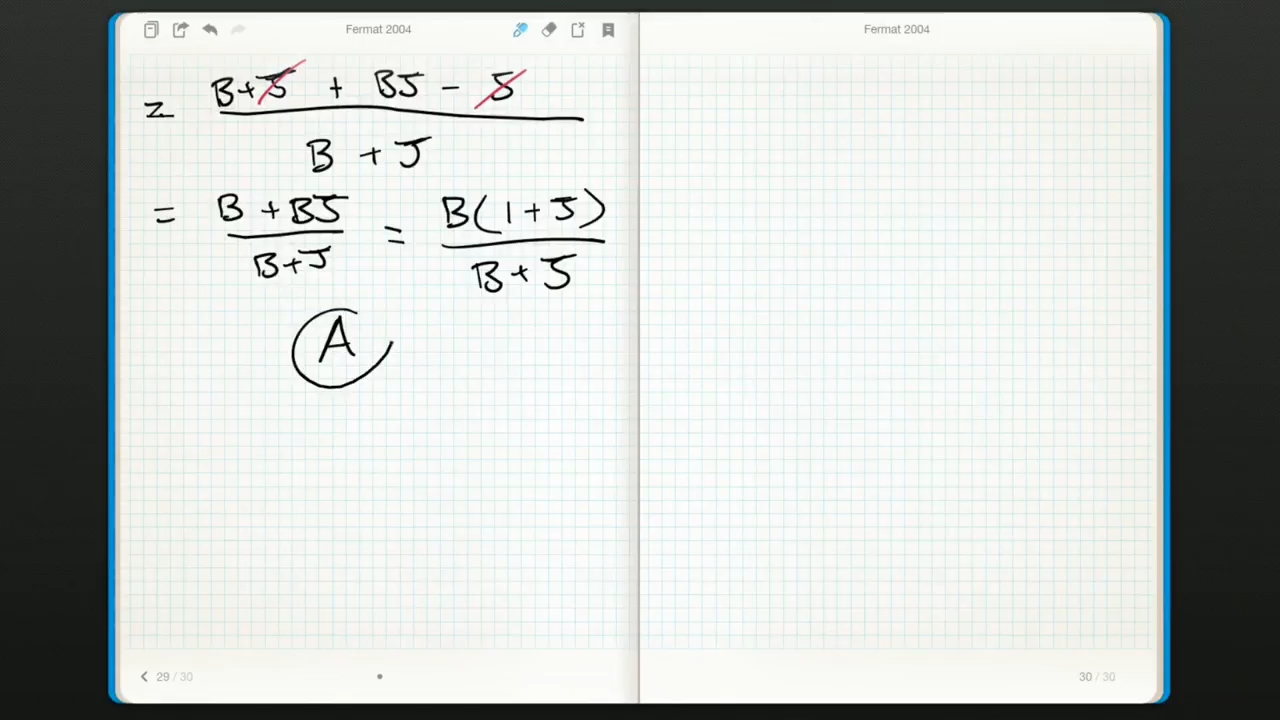 Fermat 2004
Fermat 2004
= B+J + BJ - J
B + J
= B + BJ = B(1+J)
B+J B+J
A
29 / 30
30 / 30